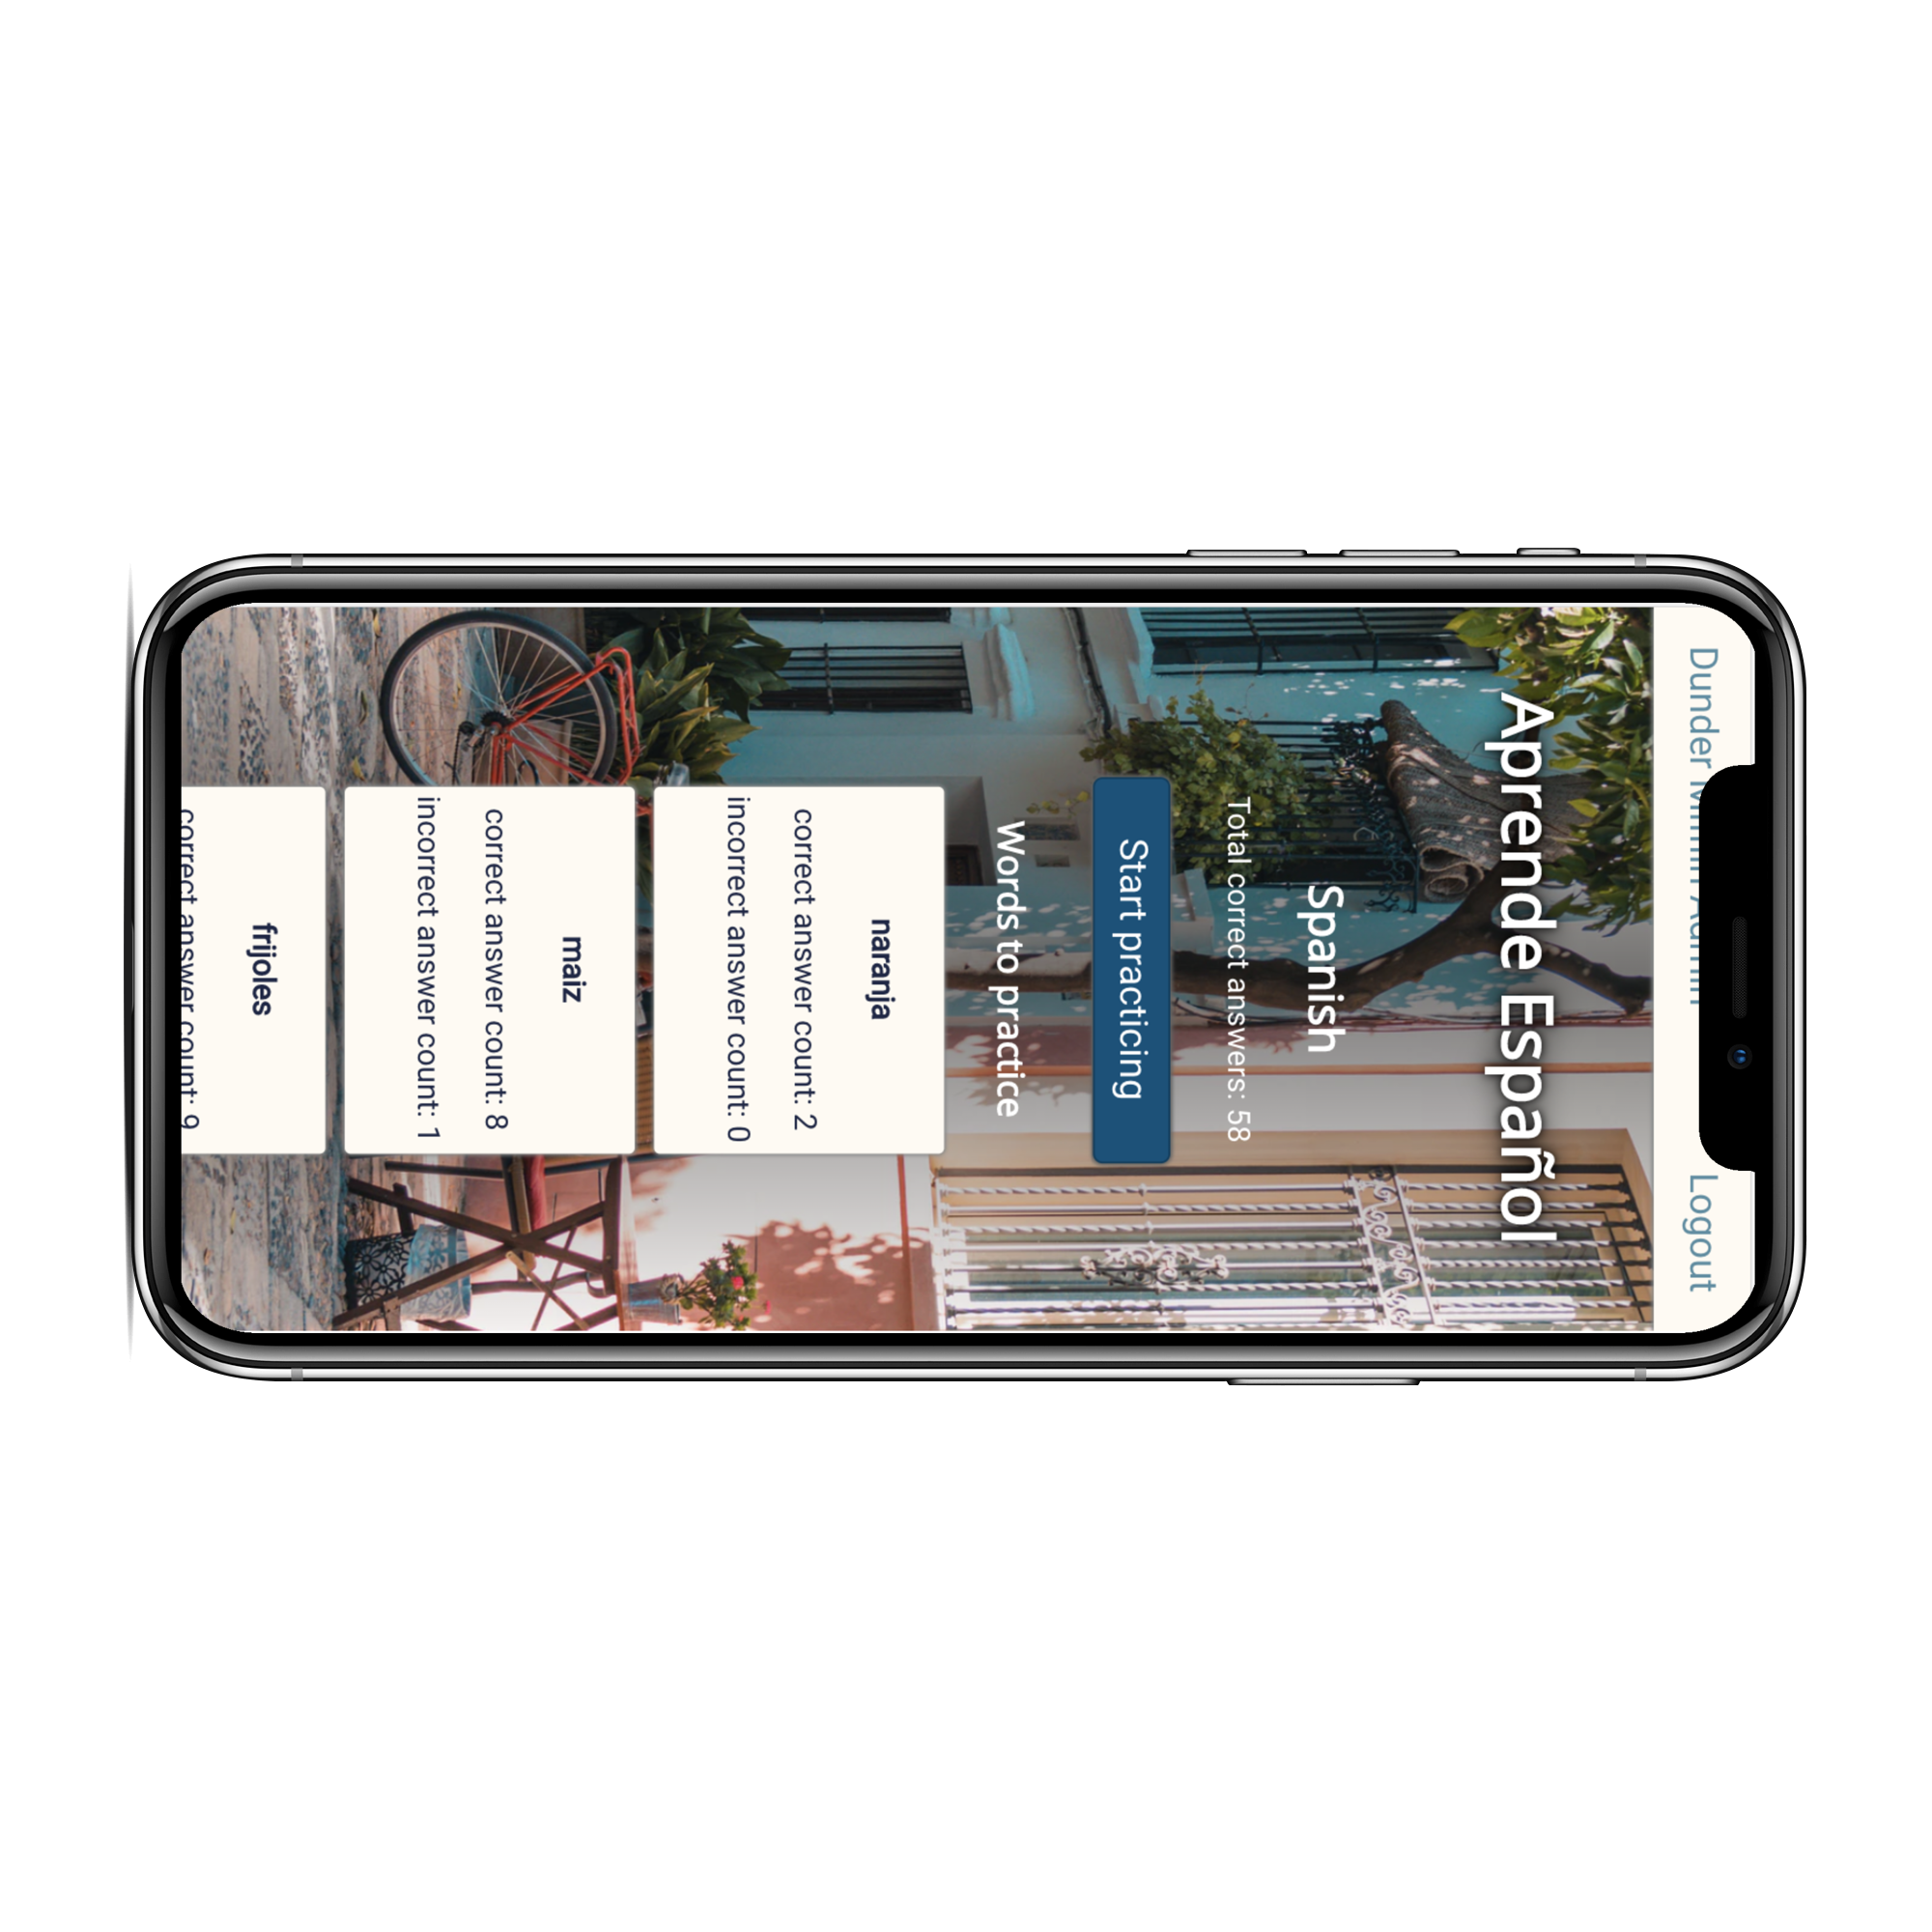 Dunder Logout
Aprende Español
Spanish
Total correct answers: 58
Start practicing
Words to practice
naranja
correct answer count: 2
incorrect answer count: 0
maiz
correct answer count: 8
incorrect answer count: 1
frijoles
correct answer count: 9